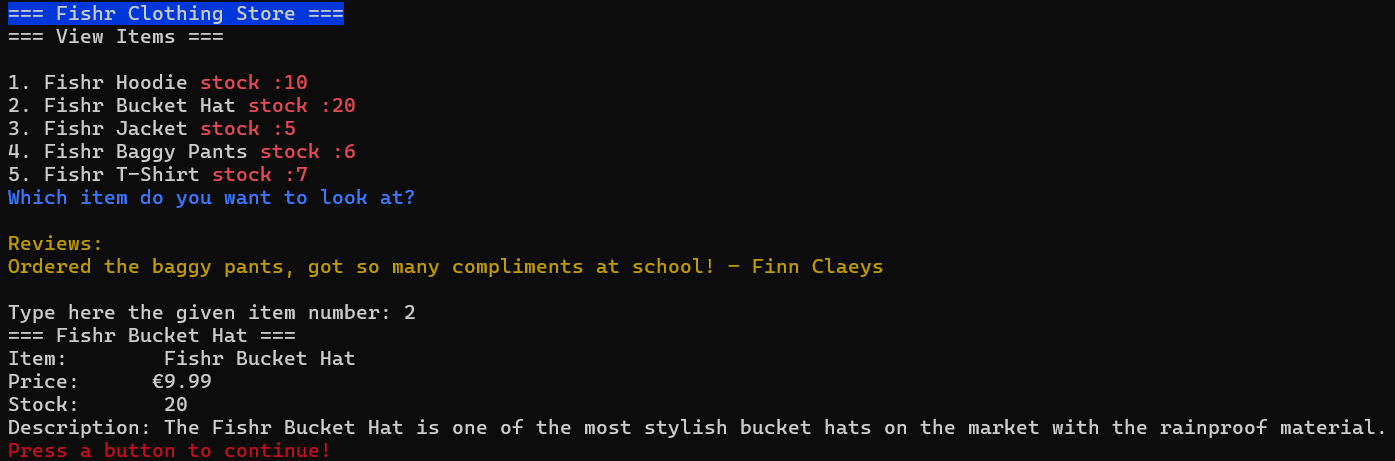 === Fishr Clothing Store ===
=== View Items ===
1. Fishr Hoodie stock :10
2. Fishr Bucket Hat stock :20
3. Fishr Jacket stock :5
4. Fishr Baggy Pants stock :6
5. Fishr T-Shirt stock :7
Which item do you want to look at?
Reviews:
Ordered the baggy pants, got so many compliments at school! - Finn Claeys
Type here the given item number: 2
=== Fishr Bucket Hat ===
Item:        Fishr Bucket Hat
Price:      €9.99
Stock:       20
Description: The Fishr Bucket Hat is one of the most stylish bucket hats on the market with the rainproof material.
Press a button to continue!